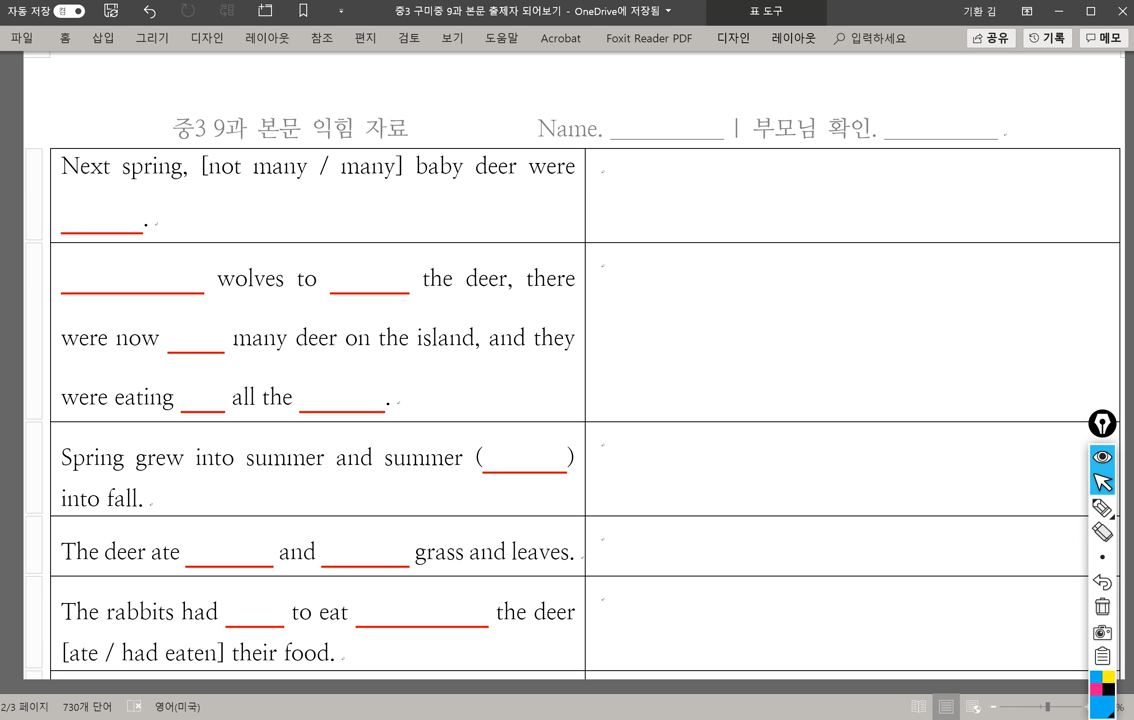 자동 저장 켬 중3 구미중 9과 본문 출제자 되어보기 - OneDrive에 저장됨 표 도구 기환 김
파일 홈 삽입 그리기 디자인 레이아웃 참조 편지 검토 보기 도움말 Acrobat Foxit Reader PDF 디자인 레이아웃 입력하세요 공유 기록 메모
중3 9과 본문 익힘 자료 Name. __________ | 부모님 확인. __________
Next spring, [not many / many] baby deer were
________.
______________ wolves to ________ the deer, there
were now ______ many deer on the island, and they
were eating ____ all the ________.
Spring grew into summer and summer (________)
into fall.
The deer ate ________ and ________ grass and leaves.
The rabbits had ______ to eat ____________ the deer
[ate / had eaten] their food.
2/3 페이지 730개 단어 영어(미국) %